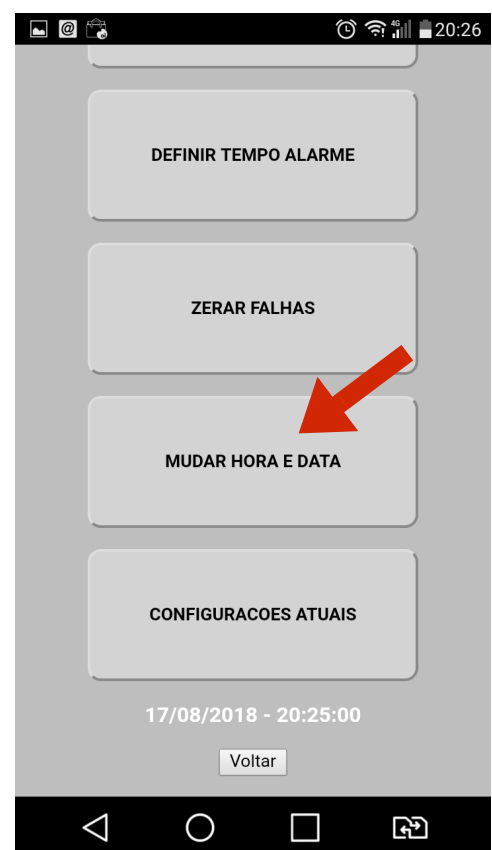 4G 20:26
DEFINIR TEMPO ALARME
ZERAR FALHAS
MUDAR HORA E DATA
CONFIGURACOES ATUAIS
17/08/2018 - 20:25:00
Voltar